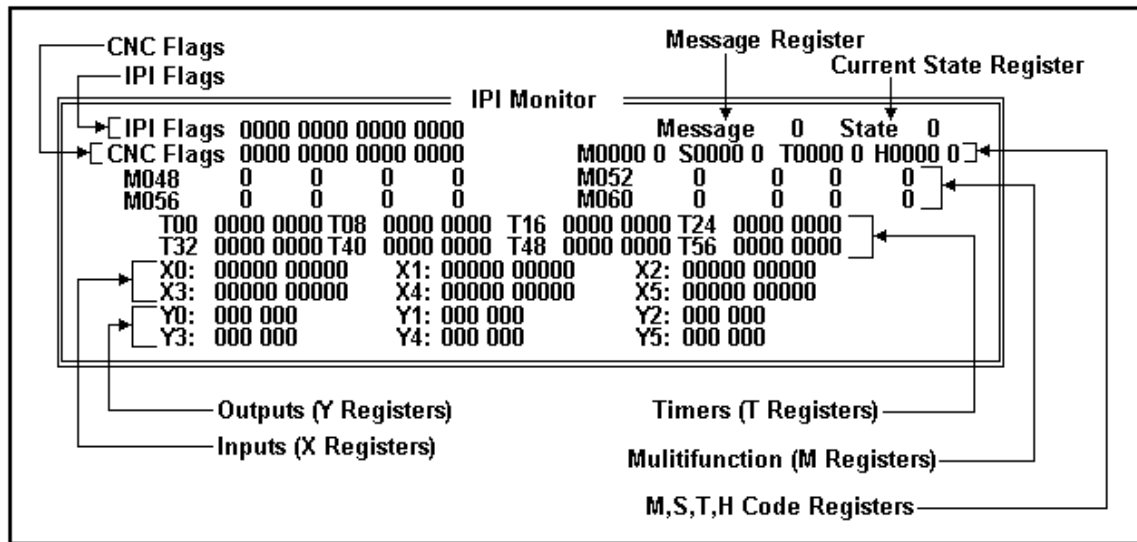 CNC Flags
IPI Flags
Message Register
Current State Register
IPI Monitor
IPI Flags 0000 0000 0000 0000 Message 0 State 0
CNC Flags 0000 0000 0000 0000 M0000 0 S0000 0 T0000 0 H0000 0
M048 0 0 0 0 M052 0 0 0 0
M056 0 0 0 0 M060 0 0 0 0
T00 0000 0000 T08 0000 0000 T16 0000 0000 T24 0000 0000
T32 0000 0000 T40 0000 0000 T48 0000 0000 T56 0000 0000
X0: 00000 00000 X1: 00000 00000 X2: 00000 00000
X3: 00000 00000 X4: 00000 00000 X5: 00000 00000
Y0: 000 000 Y1: 000 000 Y2: 000 000
Y3: 000 000 Y4: 000 000 Y5: 000 000
Outputs (Y Registers)
Inputs (X Registers)
Timers (T Registers)
Mulitifunction (M Registers)
M,S,T,H Code Registers